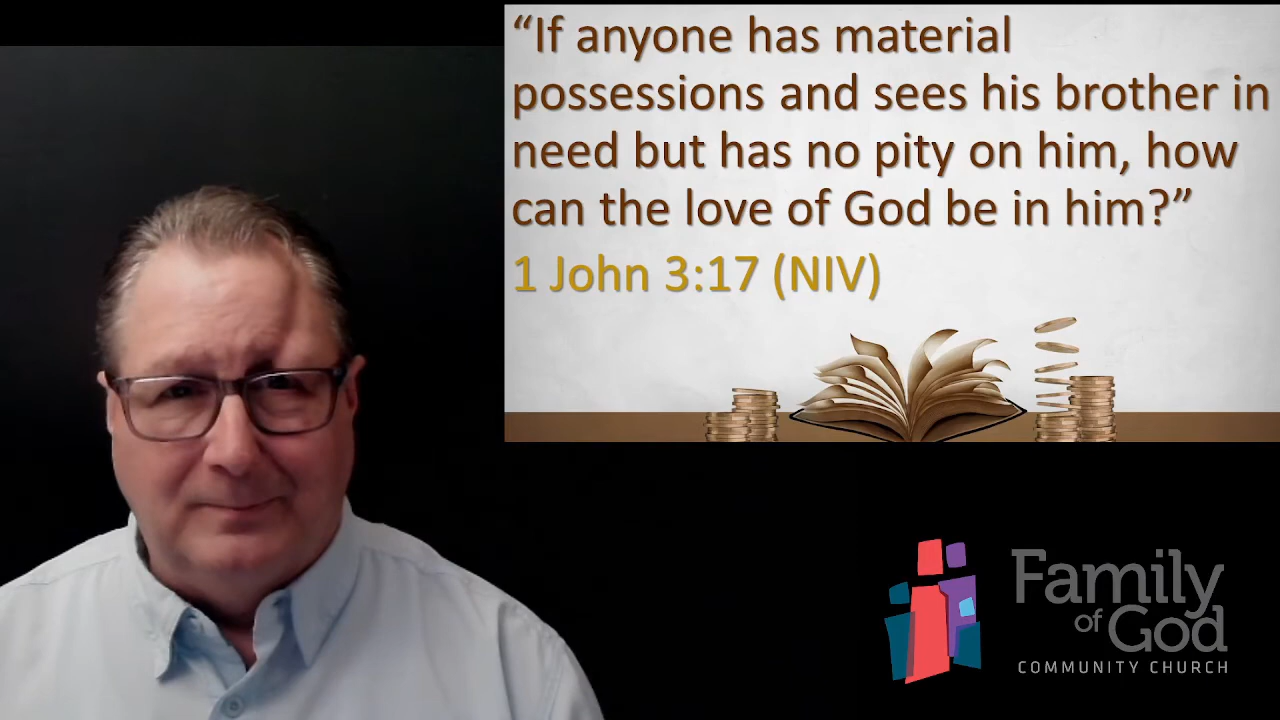 “If anyone has material
possessions and sees his brother in
need but has no pity on him, how
can the love of God be in him?”
1 John 3:17 (NIV)
Family
of God
COMMUNITY CHURCH